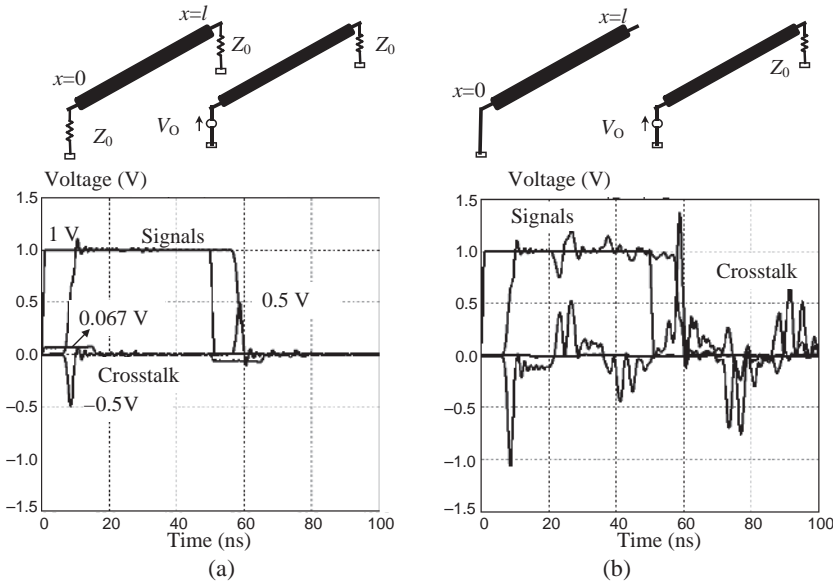 x=l
Z0
Z0
x=0
Z0
VO
x=l
x=0
Z0
VO
Voltage (V)
1.5
1.0
0.5
0.0
−0.5
−1.0
−1.5
1 V
Signals
0.067 V
0.5 V
Crosstalk
−0.5V
0 20 40 60 80 100
Time (ns)
(a)
Voltage (V)
1.5
1.0
0.5
0.0
−0.5
−1.0
−1.5
Signals
Crosstalk
0 20 40 60 80 100
Time (ns)
(b)